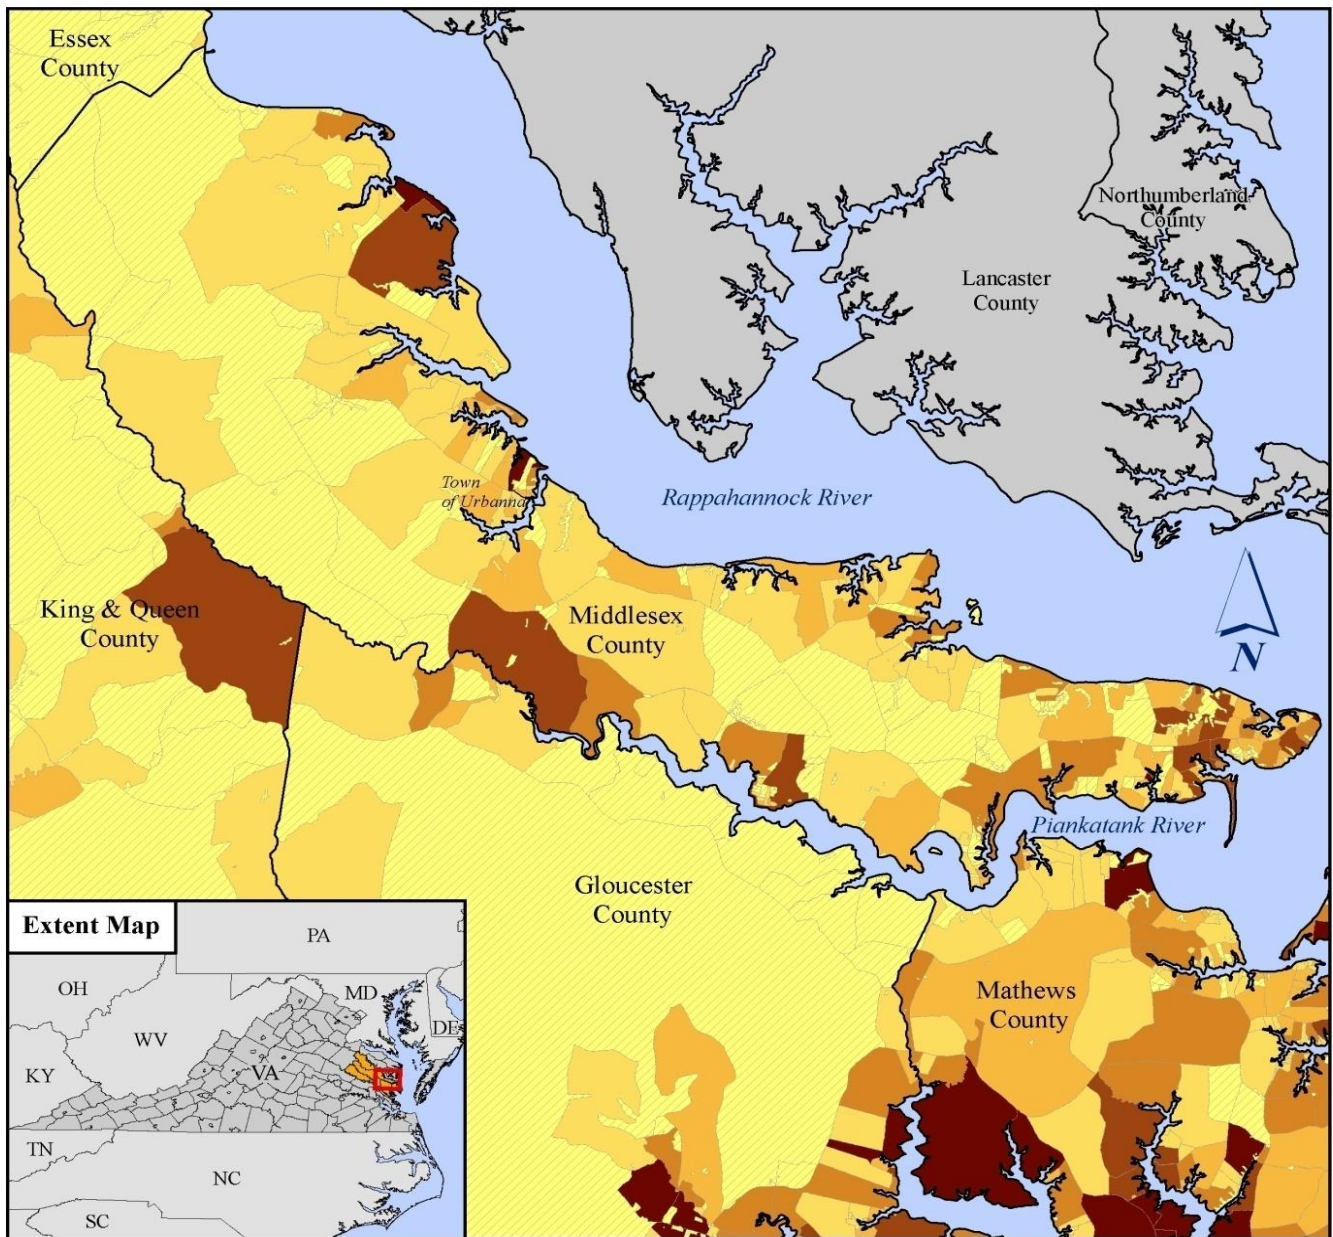 Essex
County
Northumberland
County
Lancaster
County
Town
of Urbanna
Rappahannock River
King & Queen
County
Middlesex
County
N
Piankatank River
Gloucester
County
Mathews
County
Extent Map
PA
OH
MD
WV
DE
KY
VA
TN
NC
SC